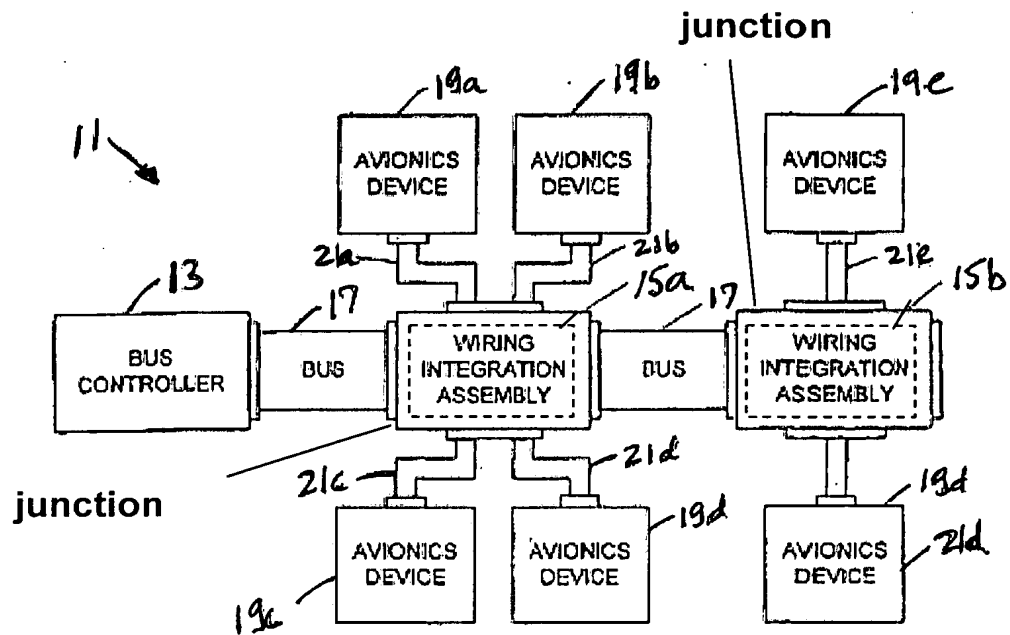 junction
19a
19b
19e
11
AVIONICS
DEVICE
AVIONICS
DEVICE
AVIONICS
DEVICE
21a
21b
21e
13
17
15a
17
15b
BUS
CONTROLLER
BUS
WIRING
INTEGRATION
ASSEMBLY
BUS
WIRING
INTEGRATION
ASSEMBLY
21c
21d
junction
19d
19d
AVIONICS
DEVICE
AVIONICS
DEVICE
AVIONICS
DEVICE
21d
19c